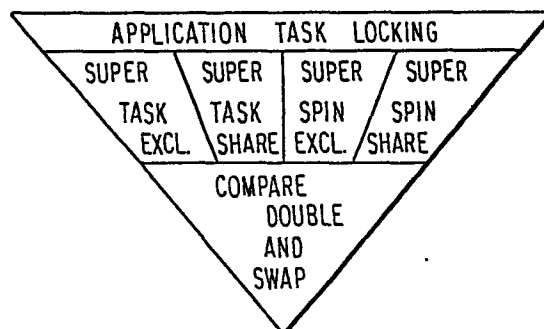 APPLICATION TASK LOCKING
SUPER TASK EXCL.
SUPER TASK SHARE
SUPER SPIN EXCL.
SUPER SPIN SHARE
COMPARE
DOUBLE
AND
SWAP